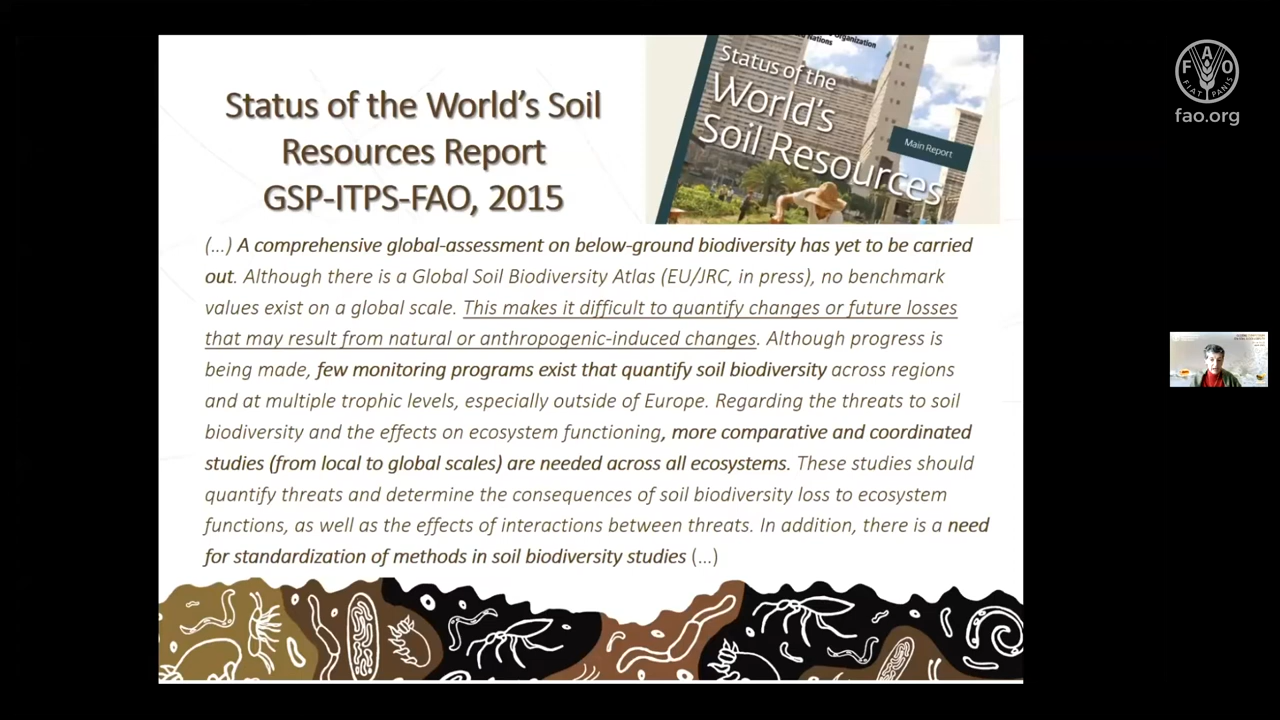 Status of the World's Soil
Resources Report
GSP-ITPS-FAO, 2015
Organization
Nations
Status of the
World's
Soil Resources
Main Report
(...) A comprehensive global-assessment on below-ground biodiversity has yet to be carried
out. Although there is a Global Soil Biodiversity Atlas (EU/JRC, in press), no benchmark
values exist on a global scale. This makes it difficult to quantify changes or future losses
that may result from natural or anthropogenic-induced changes. Although progress is
being made, few monitoring programs exist that quantify soil biodiversity across regions
and at multiple trophic levels, especially outside of Europe. Regarding the threats to soil
biodiversity and the effects on ecosystem functioning, more comparative and coordinated
studies (from local to global scales) are needed across all ecosystems. These studies should
quantify threats and determine the consequences of soil biodiversity loss to ecosystem
functions, as well as the effects of interactions between threats. In addition, there is a need
for standardization of methods in soil biodiversity studies (...)
FAO
FIAT PANIS
fao.org